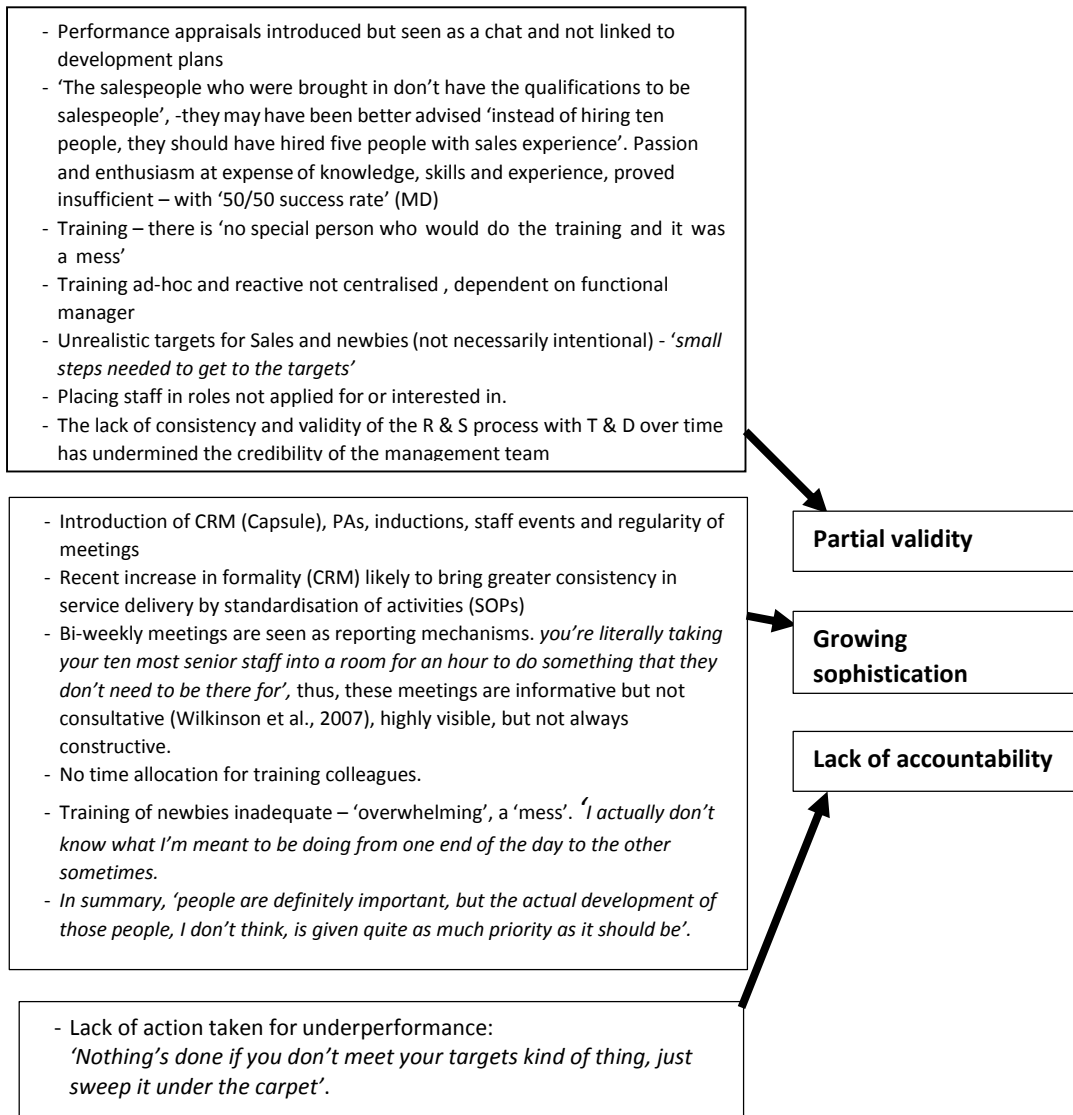 - Performance appraisals introduced but seen as a chat and not linked to
development plans
- ‘The salespeople who were brought in don’t have the qualifications to be
salespeople’, -they may have been better advised ‘instead of hiring ten
people, they should have hired five people with sales experience’. Passion
and enthusiasm at expense of knowledge, skills and experience, proved
insufficient – with ‘50/50 success rate’ (MD)
- Training – there is ‘no special person who would do the training and it was
a mess’
- Training ad-hoc and reactive not centralised , dependent on functional
manager
- Unrealistic targets for Sales and newbies (not necessarily intentional) - ‘small
steps needed to get to the targets’
- Placing staff in roles not applied for or interested in.
- The lack of consistency and validity of the R & S process with T & D over time
has undermined the credibility of the management team
- Introduction of CRM (Capsule), PAs, inductions, staff events and regularity of
meetings
- Recent increase in formality (CRM) likely to bring greater consistency in
service delivery by standardisation of activities (SOPs)
- Bi-weekly meetings are seen as reporting mechanisms. you’re literally taking
your ten most senior staff into a room for an hour to do something that they
don’t need to be there for’, thus, these meetings are informative but not
consultative (Wilkinson et al., 2007), highly visible, but not always
constructive.
- No time allocation for training colleagues.
- Training of newbies inadequate – ‘overwhelming’, a ‘mess’. ‘I actually don’t
know what I’m meant to be doing from one end of the day to the other
sometimes.
- In summary, ‘people are definitely important, but the actual development of
those people, I don’t think, is given quite as much priority as it should be’.
- Lack of action taken for underperformance:
‘Nothing’s done if you don’t meet your targets kind of thing, just
sweep it under the carpet’.
Partial validity
Growing
sophistication
Lack of accountability